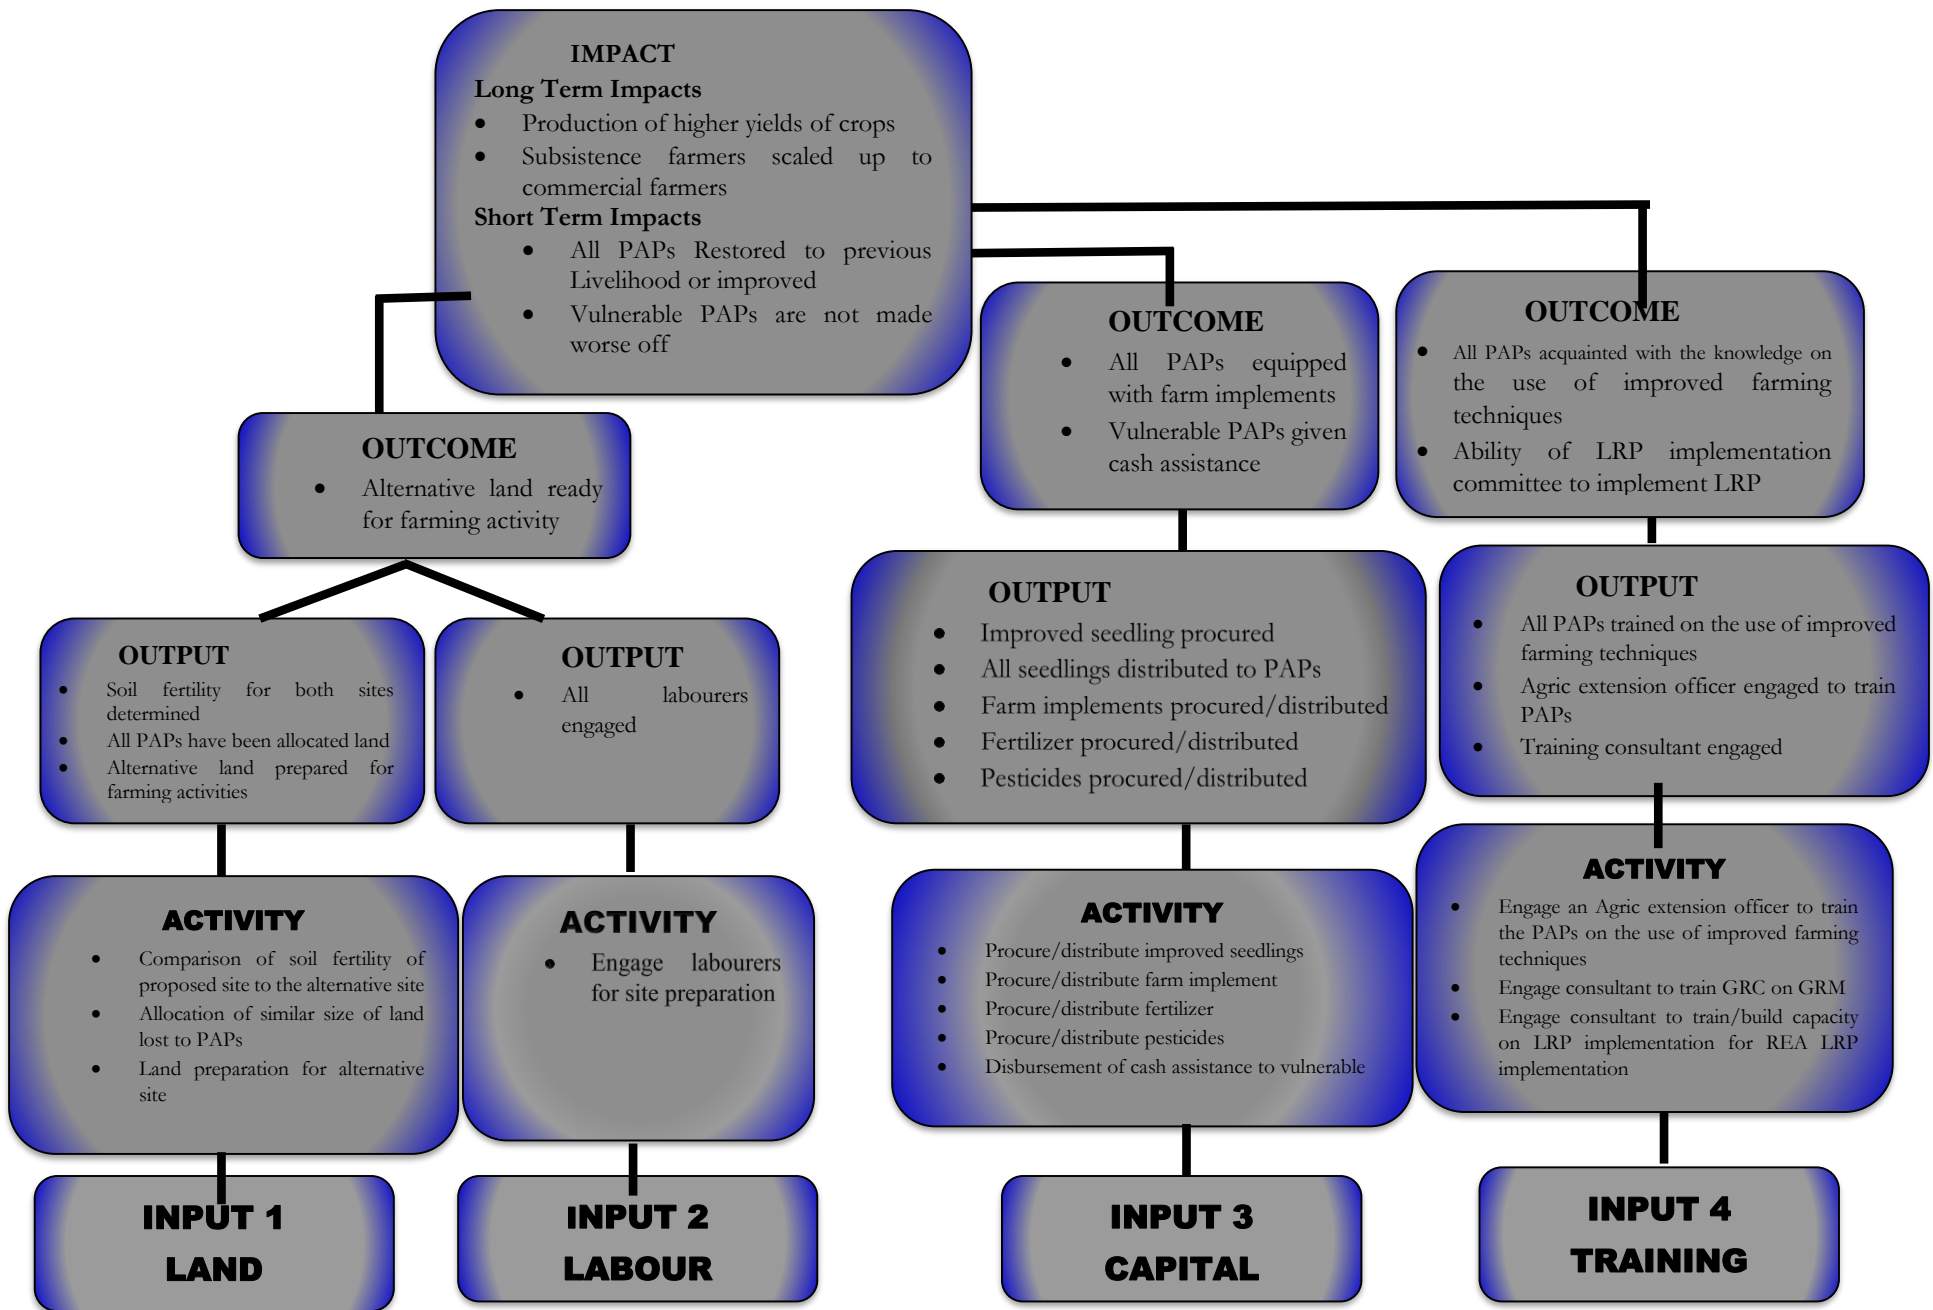 IMPACT
Long Term Impacts
• Production of higher yields of crops
• Subsistence farmers scaled up to
commercial farmers
Short Term Impacts
• All PAPs Restored to previous
Livelihood or improved
• Vulnerable PAPs are not made
worse off
OUTCOME
• Alternative land ready
for farming activity
OUTCOME
• All PAPs equipped
with farm implements
• Vulnerable PAPs given
cash assistance
OUTCOME
• All PAPs acquainted with the knowledge on
the use of improved farming
techniques
• Ability of LRP implementation
committee to implement LRP
OUTPUT
• Soil fertility for both sites
determined
• All PAPs have been allocated land
• Alternative land prepared for
farming activities
OUTPUT
• All labourers
engaged
OUTPUT
• Improved seedling procured
• All seedlings distributed to PAPs
• Farm implements procured/distributed
• Fertilizer procured/distributed
• Pesticides procured/distributed
OUTPUT
• All PAPs trained on the use of improved
farming techniques
• Agric extension officer engaged to train
PAPs
• Training consultant engaged
ACTIVITY
• Comparison of soil fertility of
proposed site to the alternative site
• Allocation of similar size of land
lost to PAPs
• Land preparation for alternative
site
ACTIVITY
• Engage labourers
for site preparation
ACTIVITY
• Procure/distribute improved seedlings
• Procure/distribute farm implement
• Procure/distribute fertilizer
• Procure/distribute pesticides
• Disbursement of cash assistance to vulnerable
ACTIVITY
• Engage an Agric extension officer to train
the PAPs on the use of improved farming
techniques
• Engage consultant to train GRC on GRM
• Engage consultant to train/build capacity
on LRP implementation for REA LRP
implementation
INPUT 1
LAND
INPUT 2
LABOUR
INPUT 3
CAPITAL
INPUT 4
TRAINING